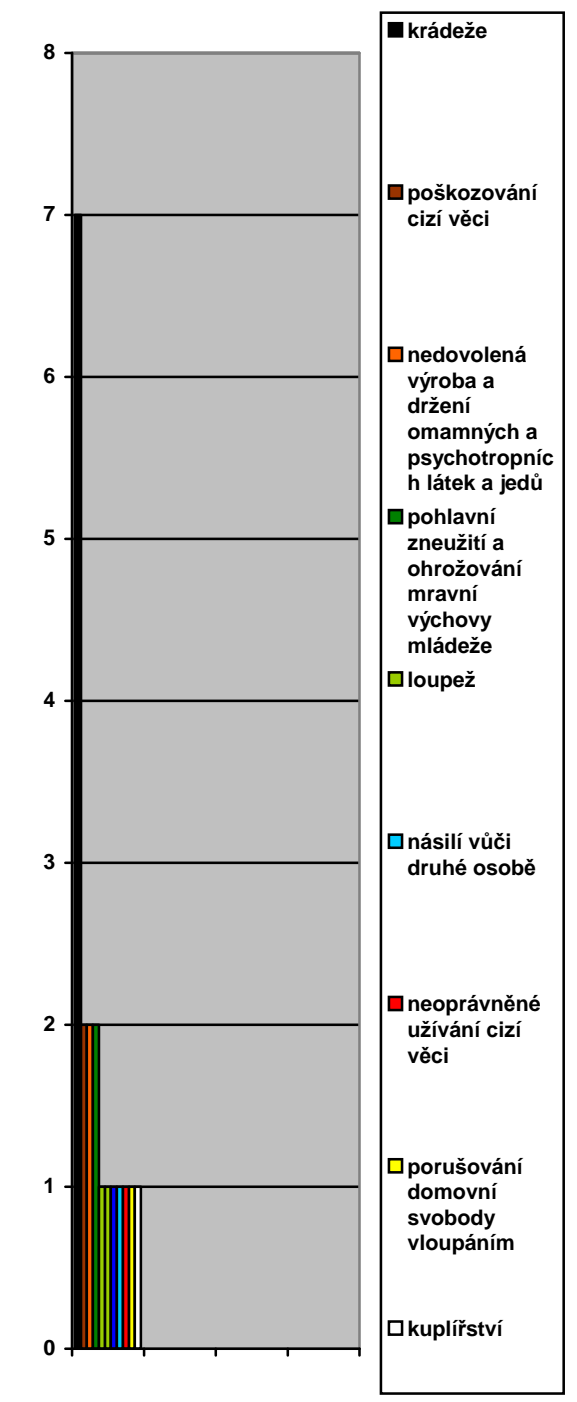 8
7
6
5
4
3
2
1
0
krádeže
poškozování
cizí věci
nedovolená
výroba a
držení
omamných a
psychotropníc
h látek a jedů
pohlavní
zneužití a
ohrožování
mravní
výchovy
mládeže
loupež
násilí vůči
druhé osobě
neoprávněné
užívání cizí
věci
porušování
domovní
svobody
vloupáním
kuplířství